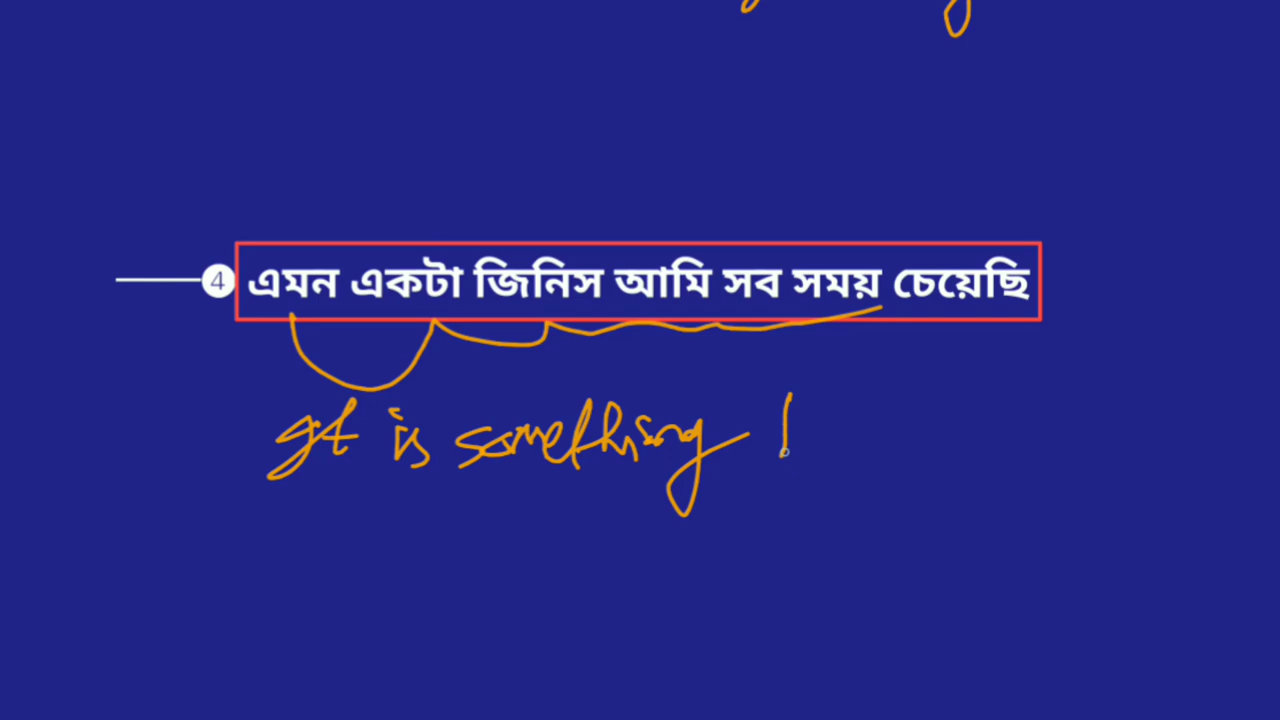 4 এমন একটা জিনিস আমি সব সময় চেয়েছি
It is something I